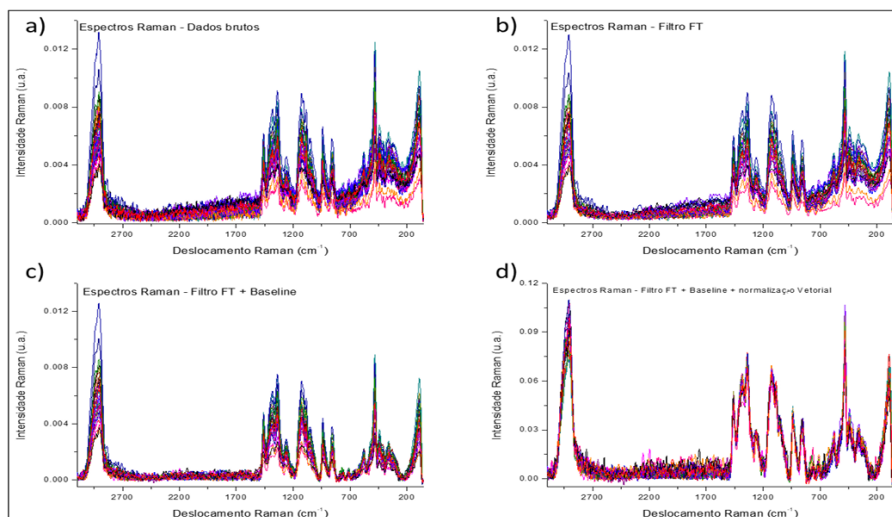 a)
Espectros Raman - Dados brutos
Intensidade Raman (u.a.)
0.012
0.008
0.004
0.000
2700
2200
1700
1200
700
200
Deslocamento Raman (cm⁻¹)
b)
Espectros Raman - Filtro FT
Intensidade Raman (u.a.)
0.012
0.008
0.004
0.000
2700
2200
1700
1200
700
200
Deslocamento Raman (cm⁻¹)
c)
Espectros Raman - Filtro FT + Baseline
Intensidade Raman (u.a.)
0.012
0.008
0.004
0.000
2700
2200
1700
1200
700
200
Deslocamento Raman (cm⁻¹)
d)
Espectros Raman - Filtro FT + Baseline + normalizaç›o Vetorial
Intensidade Raman (u.a.)
0.12
0.09
0.06
0.03
0.00
2700
2200
1700
1200
700
200
Deslocamento Raman (cm⁻¹)